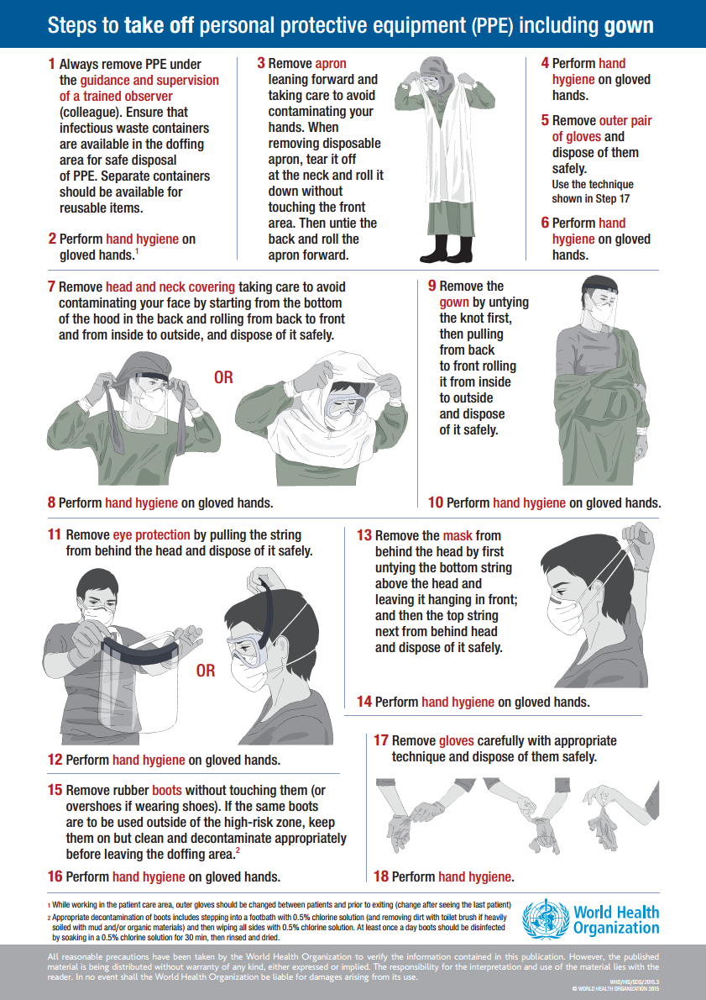 Steps to take off personal protective equipment (PPE) including gown
1 Always remove PPE under
the guidance and supervision
of a trained observer
(colleague). Ensure that
infectious waste containers
are available in the doffing
area for safe disposal
of PPE. Separate containers
should be available for
reusable items.
2 Perform hand hygiene on
gloved hands.1
3 Remove apron
leaning forward and
taking care to avoid
contaminating your
hands. When
removing disposable
apron, tear it off
at the neck and roll it
down without
touching the front
area. Then untie the
back and roll the
apron forward.
4 Perform hand
hygiene on gloved
hands.
5 Remove outer pair
of gloves and
dispose of them
safely.
Use the technique
shown in Step 17
6 Perform hand
hygiene on gloved
hands.
7 Remove head and neck covering taking care to avoid
contaminating your face by starting from the bottom
of the hood in the back and rolling from back to front
and from inside to outside, and dispose of it safely.
OR
8 Perform hand hygiene on gloved hands.
9 Remove the
gown by untying
the knot first,
then pulling
from back
to front rolling
it from inside
to outside
and dispose
of it safely.
10 Perform hand hygiene on gloved hands.
11 Remove eye protection by pulling the string
from behind the head and dispose of it safely.
OR
12 Perform hand hygiene on gloved hands.
13 Remove the mask from
behind the head by first
untying the bottom string
above the head and
leaving it hanging in front;
and then the top string
next from behind head
and dispose of it safely.
14 Perform hand hygiene on gloved hands.
15 Remove rubber boots without touching them (or
overshoes if wearing shoes). If the same boots
are to be used outside of the high-risk zone, keep
them on but clean and decontaminate appropriately
before leaving the doffing area.2
16 Perform hand hygiene on gloved hands.
17 Remove gloves carefully with appropriate
technique and dispose of them safely.
18 Perform hand hygiene.
1 While working in the patient care area, outer gloves should be changed between patients and prior to exiting (change after seeing the last patient)
2 Appropriate decontamination of boots includes stepping into a footbath with 0.5% chlorine solution (and removing dirt with toilet brush if heavily
soiled with mud and/or organic materials) and then wiping all sides with 0.5% chlorine solution. At least once a day boots should be disinfected
by soaking in a 0.5% chlorine solution for 30 min, then rinsed and dried.
World Health
Organization
All reasonable precautions have been taken by the World Health Organization to verify the information contained in this publication. However, the published
material is being distributed without warranty of any kind, either expressed or implied. The responsibility for the interpretation and use of the material lies with the
reader. In no event shall the World Health Organization be liable for damages arising from its use.
WHO/HIS/SDS/2015.3
© WORLD HEALTH ORGANIZATION 2015